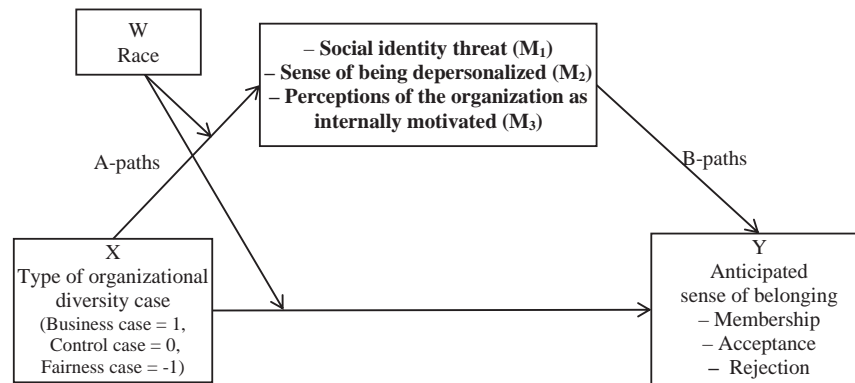 W
Race
– Social identity threat (M₁)
– Sense of being depersonalized (M₂)
– Perceptions of the organization as
internally motivated (M₃)
A-paths
B-paths
X
Type of organizational
diversity case
(Business case = 1,
Control case = 0,
Fairness case = -1)
Y
Anticipated
sense of belonging
– Membership
– Acceptance
– Rejection